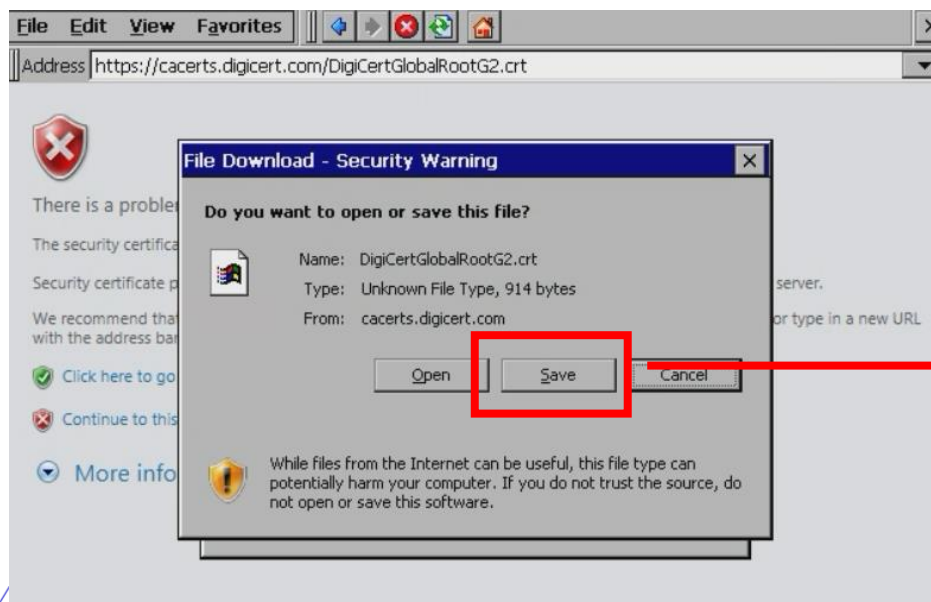 File Edit View Favorites
Address https://cacerts.digicert.com/DigiCertGlobalRootG2.crt
File Download - Security Warning
There is a proble
Do you want to open or save this file?
The security certifica
Name: DigiCertGlobalRootG2.crt
Security certificate p
Type: Unknown File Type, 914 bytes
server.
We recommend that
From: cacerts.digicert.com
or type in a new URL
with the address bar
Click here to go
Open Save Cancel
Continue to this
More info
While files from the Internet can be useful, this file type can
potentially harm your computer. If you do not trust the source, do
not open or save this software.